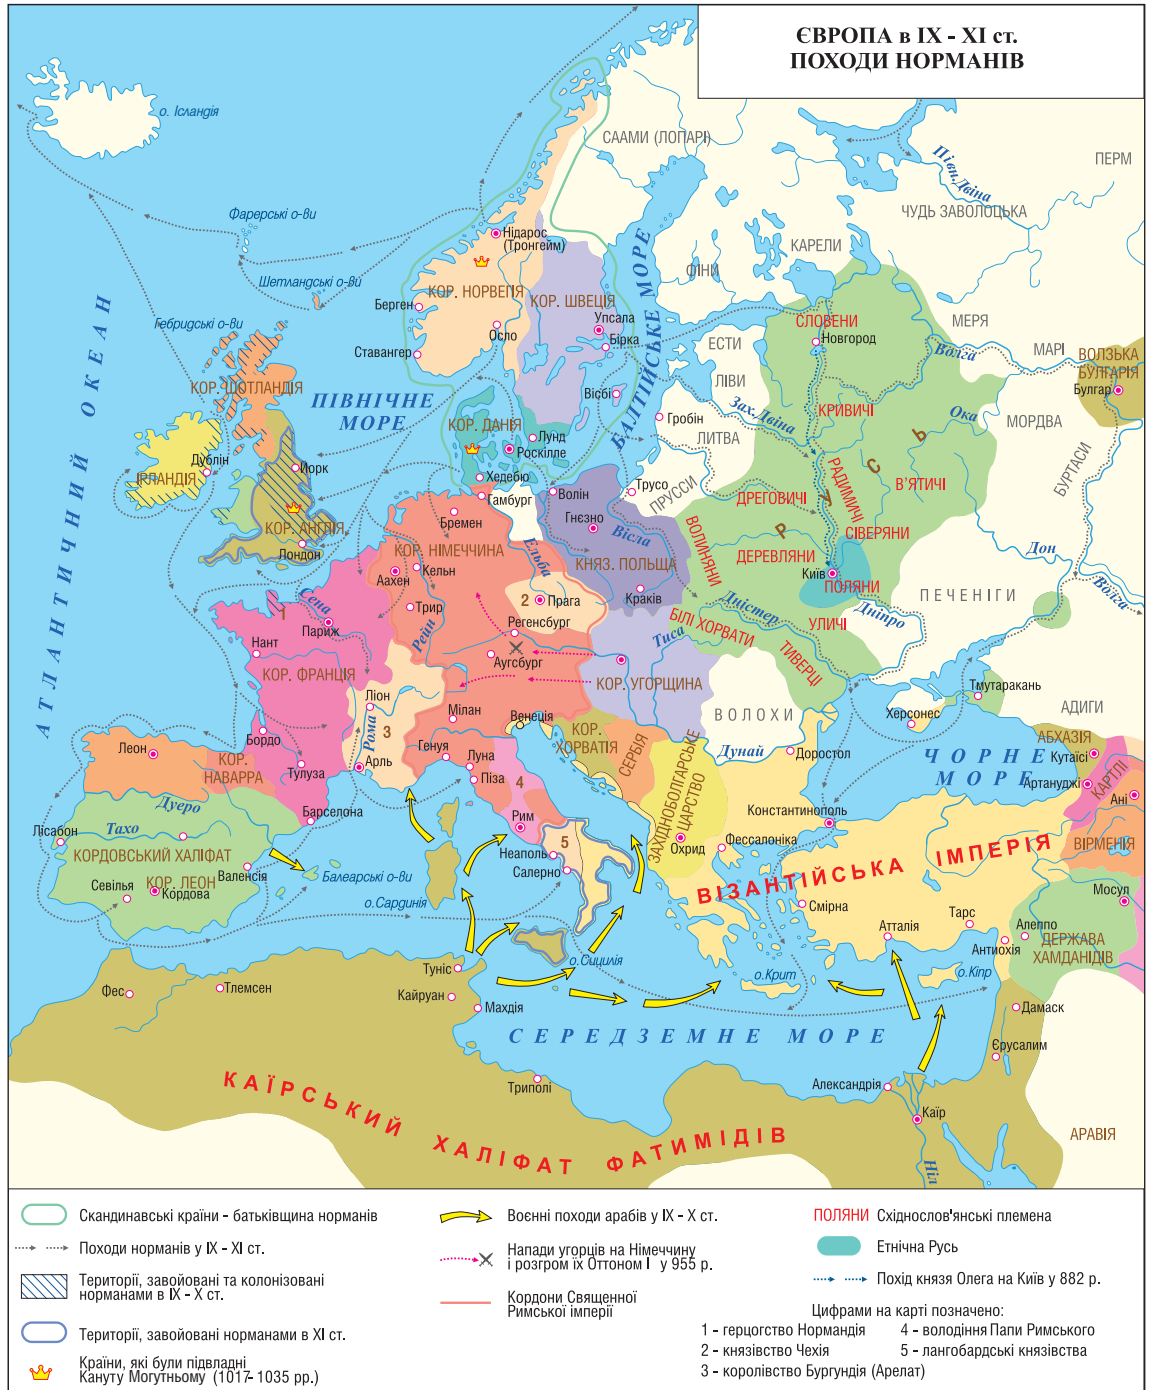 ЄВРОПА в IX - XI ст.
ПОХОДИ НОРМАНІВ
о. Ісландія
СААМИ (ЛОПАРІ)
Півн.Двіна
ПЕРМ
Фарерські о-ви
ЧУДЬ ЗАВОЛОЦЬКА
Нідарос
(Тронгейм)
КАРЕЛИ
ФІНИ
Шетландські о-ви
КОР. НОРВЕГІЯ
КОР. ШВЕЦІЯ
Берген
Гебридські о-ви
Упсала
Осло
Бірка
Ставангер
СЛОВЕНИ
Новгород
МЕРЯ
Волга
МАРІ
ВОЛЗЬКА
БУЛГАРІЯ
Булгар
ЕСТИ
ЛІВИ
БАЛТІЙСЬКЕ МОРЕ
АТЛАНТИЧНИЙ ОКЕАН
КОР. ШОТЛАНДІЯ
ПІВНІЧНЕ
МОРЕ
Вісбі
КОР. ДАНІЯ
Лунд
Роскілле
Гробін
Зах.Двіна
ЛИТВА
КРИВИЧІ
Ока
МОРДВА
БУРТАСИ
Дублін
ІРЛАНДІЯ
Йорк
Хедебю
Гамбург
Волін
Трусо
ПРУССИ
ДРЕГОВИЧІ
РАДИМИЧІ
В'ЯТИЧІ
РУСЬ
КОР. АНГЛІЯ
Лондон
Бремен
Гнєзно
Вісла
КОР. НІМЕЧЧИНА
Ельба
КНЯЗ. ПОЛЬЩА
ВОЛИНЯНИ
ДЕРЕВЛЯНИ
СІВЕРЯНИ
Київ
ПОЛЯНИ
Дон
Волга
Аахен
Кельн
Прага
2
Краків
ПЕЧЕНІГИ
Трир
Рейн
Регенсбург
Сена
1
Париж
Нант
БІЛІ ХОРВАТИ
Дністер
УЛИЧІ
Дніпро
ТИВЕРЦІ
Аугсбург
Тиса
КОР. ФРАНЦІЯ
КОР. УГОРЩИНА
Ліон
Рома
3
Мілан
Венеція
ВОЛОХИ
Херсонес
Тмутаракань
АДИГИ
АБХАЗІЯ
Бордо
Леон
КОР.
НАВАРРА
Тулуза
Арль
Генуя
Луна
Піза
4
КОР.
ХОРВАТІЯ
СЕРБІЯ
ЗАХІДНОБОЛГАРСЬКЕ
ЦАРСТВО
Дунай
Доростол
ЧОРНЕ
МОРЕ
Кутаїсі
Артануджі
КАРТЛІ
Ані
ВІРМЕНІЯ
Дуеро
Барселона
Лісабон
Тахо
КОРДОВСЬКИЙ ХАЛІФАТ
КОР. ЛЕОН
Валенсія
Севілья
Кордова
Балеарські о-ви
Рим
Неаполь
Салерно
5
Охрид
Константинополь
Фессалоніка
ВІЗАНТІЙСЬКА ІМПЕРІЯ
Смірна
Атталія
Тарс
Алеппо
Антиохія
Мосул
ДЕРЖАВА
ХАМДАНІДІВ
о.Сардинія
о.Сицилія
о.Крит
о.Кіпр
Туніс
Фес
Тлемсен
Кайруан
Махдія
Дамаск
СЕРЕДЗЕМНЕ МОРЕ
Єрусалим
Триполі
Александрія
Каїр
Ніл
АРАВІЯ
КАЇРСЬКИЙ ХАЛІФАТ ФАТИМІДІВ
Скандинавські країни - батьківщина норманів
Походи норманів у IX - XI ст.
Території, завойовані та колонізовані
норманами в IX - X ст.
Території, завойовані норманами в XI ст.
Країни, які були підвладні
Кануту Могутньому (1017- 1035 рр.)
Воєнні походи арабів у IX - X ст.
Напади угорців на Німеччину
і розгром їх Оттоном I у 955 р.
Кордони Священної
Римської імперії
ПОЛЯНИ Східнослов'янські племена
Етнічна Русь
Похід князя Олега на Київ у 882 р.
Цифрами на карті позначено:
1 - герцогство Нормандія
2 - князівство Чехія
3 - королівство Бургундія (Арелат)
4 - володіння Папи Римського
5 - лангобардські князівства